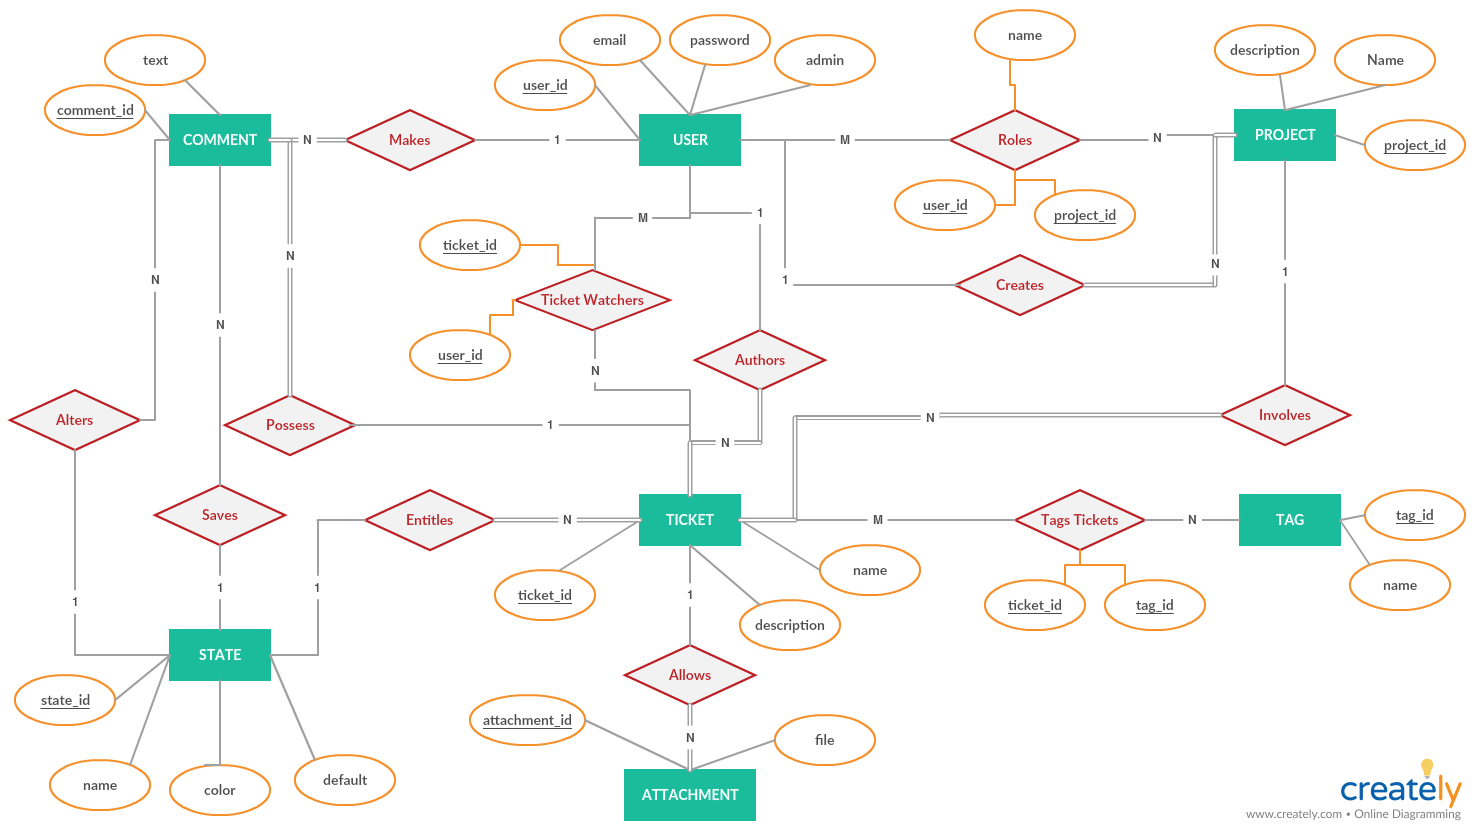 name
email
password
description
Name
text
admin
user_id
comment_id
COMMENT
N
Makes
1
USER
M
Roles
N
PROJECT
project_id
user_id
project_id
M
1
ticket_id
N
N
N
1
1
Creates
Ticket Watchers
N
user_id
Authors
N
Alters
Possess
1
N
Involves
N
Saves
Entitles
N
TICKET
M
Tags Tickets
N
TAG
tag_id
name
name
1
1
1
ticket_id
1
ticket_id
tag_id
description
STATE
Allows
state_id
attachment_id
N
file
name
color
default
ATTACHMENT
creately
www.creately.com • Online Diagramming